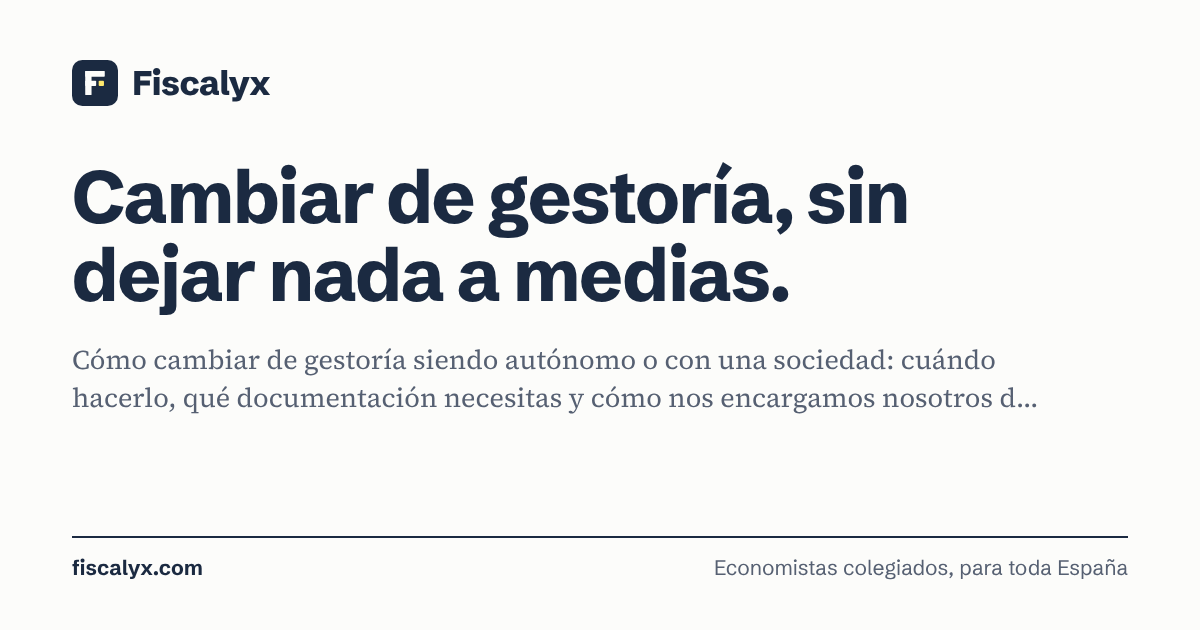 Fiscalyx
Cambiar de gestoría, sin
dejar nada a medias.
Cómo cambiar de gestoría siendo autónomo o con una sociedad: cuándo
hacerlo, qué documentación necesitas y cómo nos encargamos nosotros d...
fiscalyx.com
Economistas colegiados, para toda España